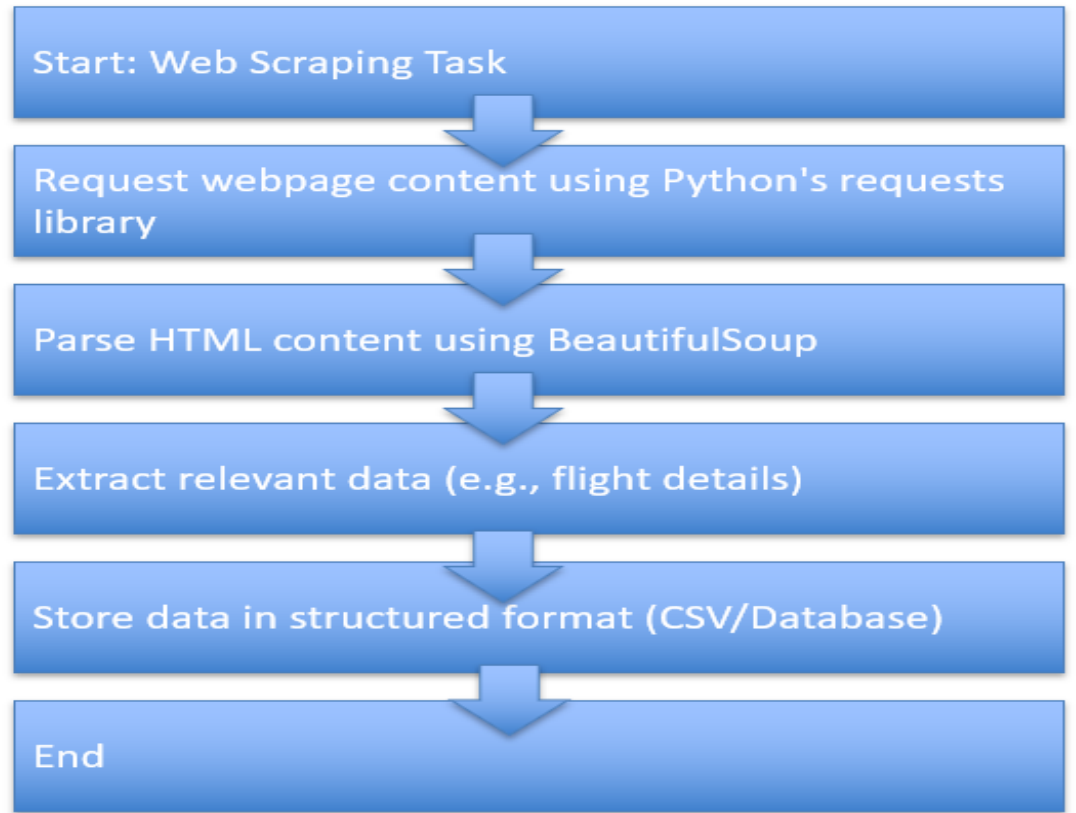 Start: Web Scraping Task
Request webpage content using Python's requests
library
Parse HTML content using BeautifulSoup
Extract relevant data (e.g., flight details)
Store data in structured format (CSV/Database)
End